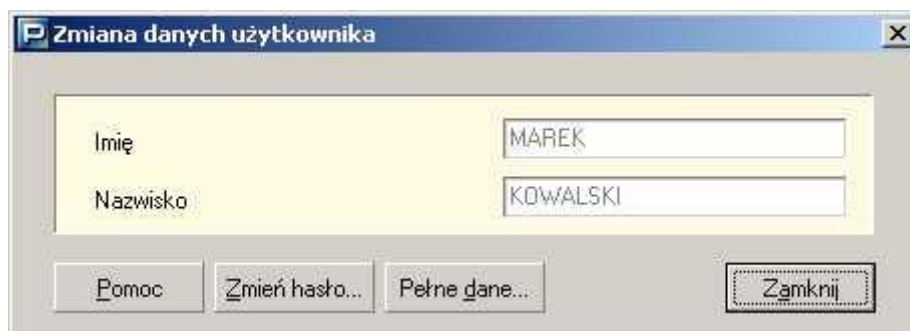 Zmiana danych użytkownika
Imię MAREK
Nazwisko KOWALSKI
Pomoc Zmień hasło... Pełne dane... Zamknij